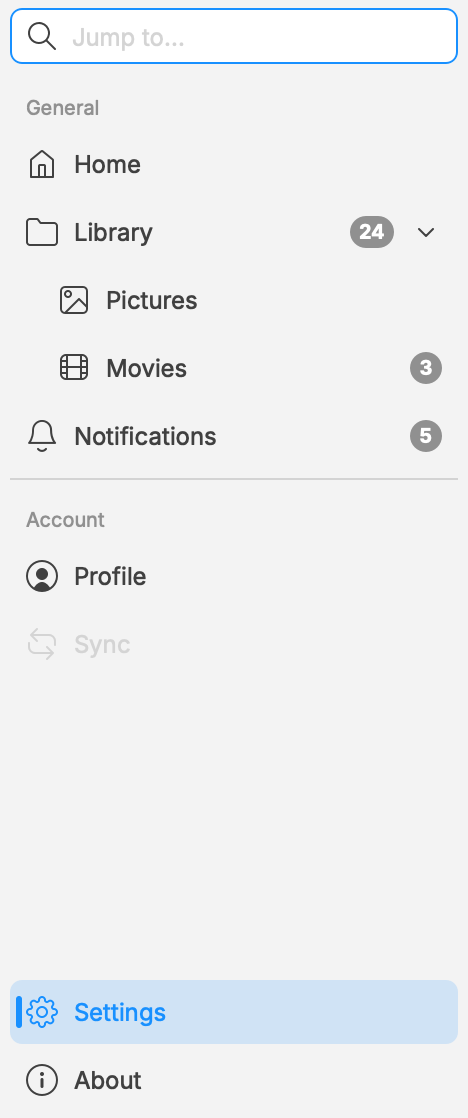 Jump to...
General
Home
Library 24
Pictures
Movies 3
Notifications 5
Account
Profile
Sync
Settings
About